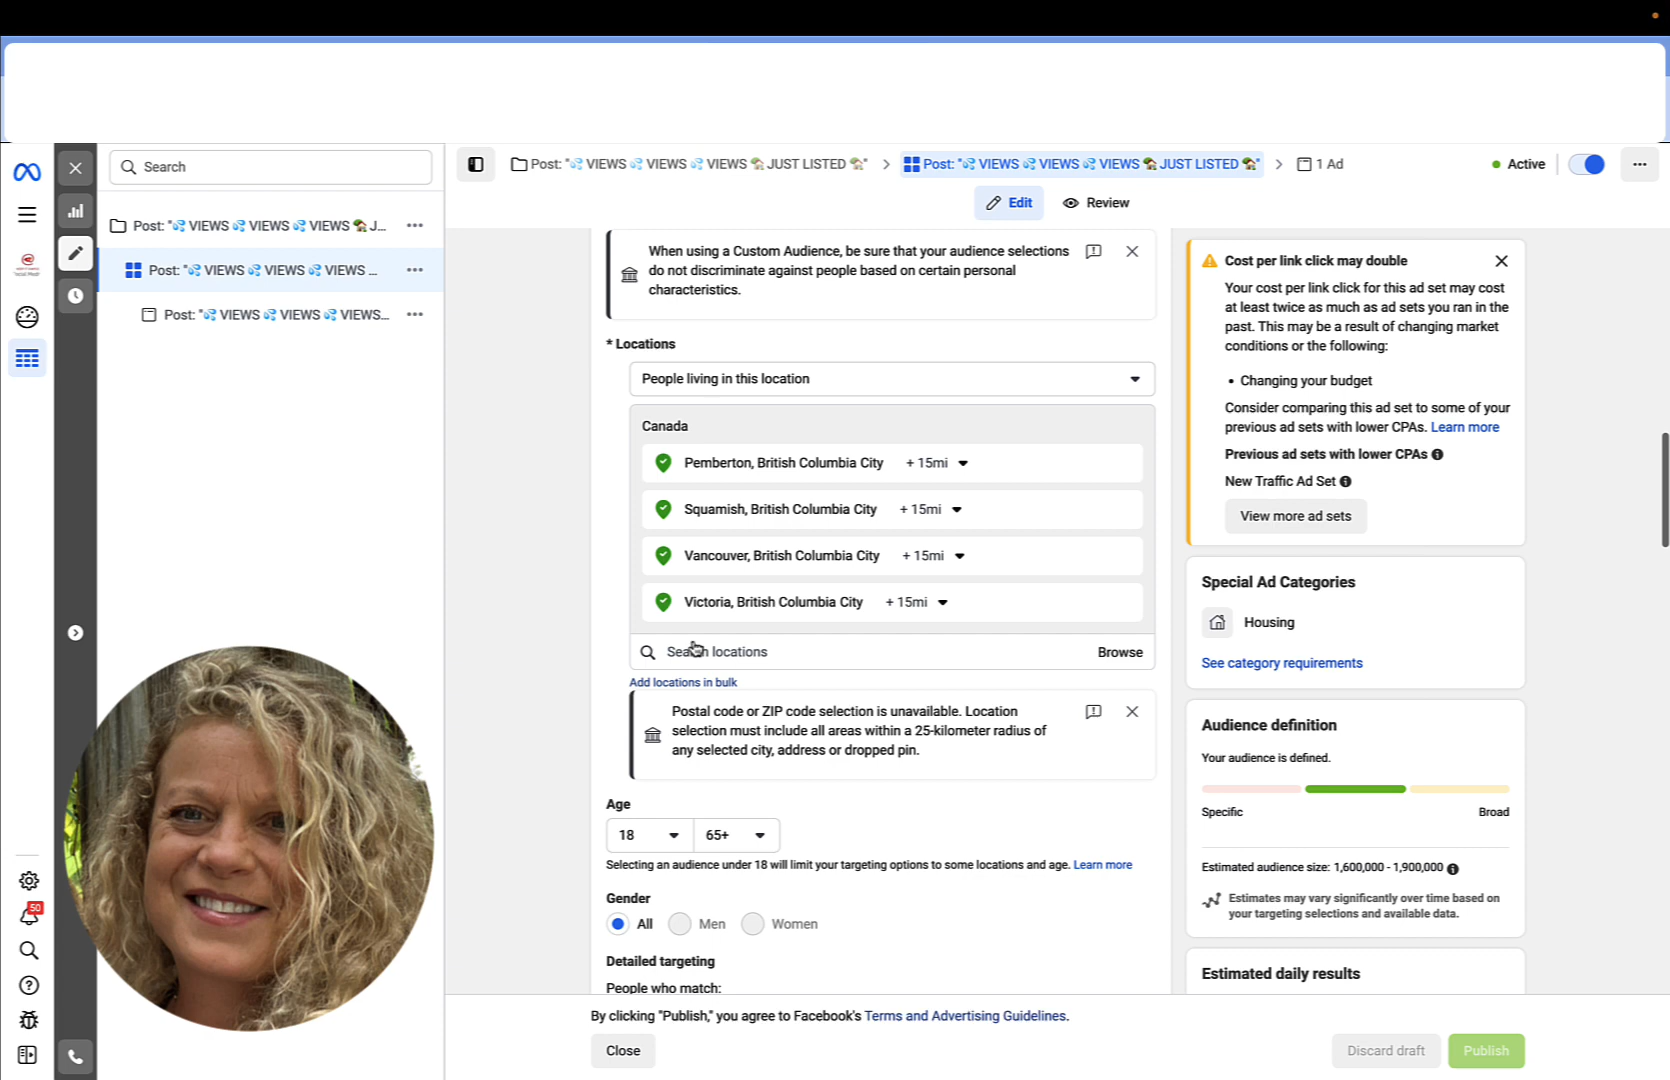 Search
Post: "💦 VIEWS 💦 VIEWS 💦 VIEWS 🏡 J...
Post: "💦 VIEWS 💦 VIEWS 💦 VIEWS ...
Post: "💦 VIEWS 💦 VIEWS 💦 VIEWS...
50
Post: "💦 VIEWS 💦 VIEWS 💦 VIEWS 🏡 JUST LISTED 🏡"
Post: "💦 VIEWS 💦 VIEWS 💦 VIEWS 🏡 JUST LISTED 🏡"
1 Ad
Active
Edit
Review
When using a Custom Audience, be sure that your audience selections
do not discriminate against people based on certain personal
characteristics.
* Locations
People living in this location
Canada
Pemberton, British Columbia City + 15mi
Squamish, British Columbia City + 15mi
Vancouver, British Columbia City + 15mi
Victoria, British Columbia City + 15mi
Search locations
Browse
Add locations in bulk
Postal code or ZIP code selection is unavailable. Location
selection must include all areas within a 25-kilometer radius of
any selected city, address or dropped pin.
Age
18
65+
Selecting an audience under 18 will limit your targeting options to some locations and age. Learn more
Gender
All Men Women
Detailed targeting
People who match:
Cost per link click may double
Your cost per link click for this ad set may cost
at least twice as much as ad sets you ran in the
past. This may be a result of changing market
conditions or the following:
• Changing your budget
Consider comparing this ad set to some of your
previous ad sets with lower CPAs. Learn more
Previous ad sets with lower CPAs
New Traffic Ad Set
View more ad sets
Special Ad Categories
Housing
See category requirements
Audience definition
Your audience is defined.
Specific
Broad
Estimated audience size: 1,600,000 - 1,900,000
Estimates may vary significantly over time based on
your targeting selections and available data.
Estimated daily results
By clicking "Publish," you agree to Facebook's Terms and Advertising Guidelines.
Close
Discard draft
Publish